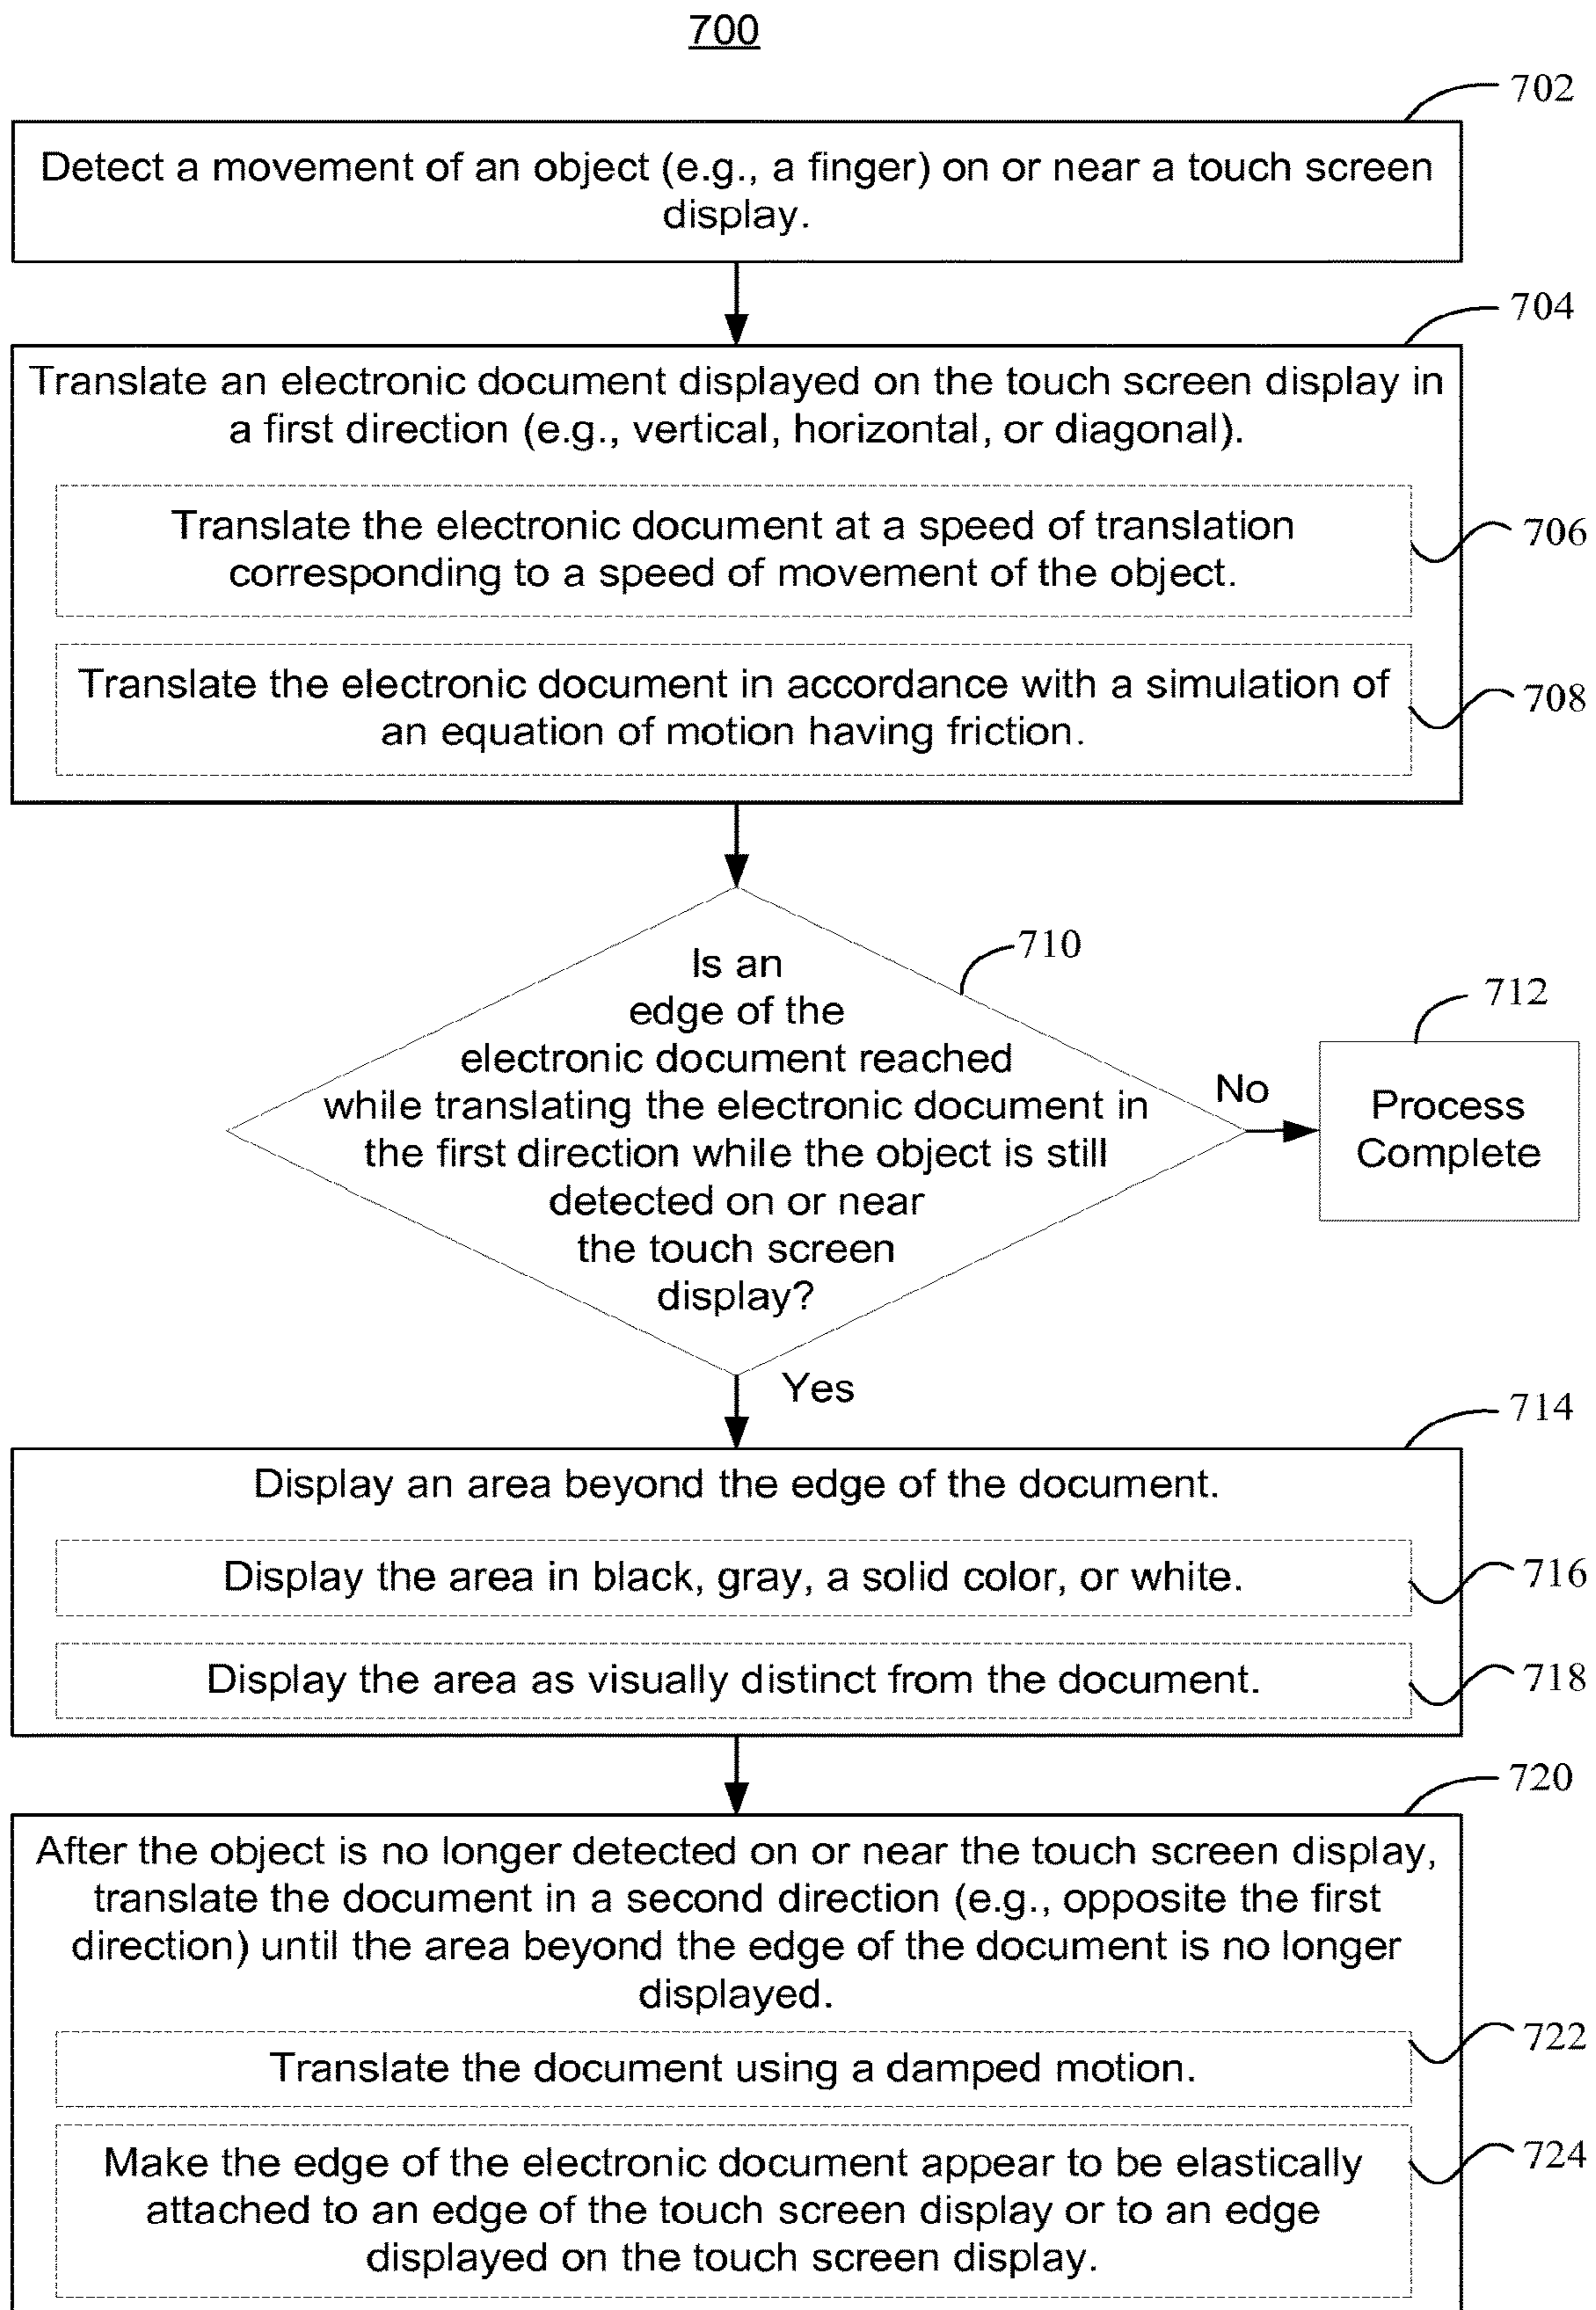 700
702
Detect a movement of an object (e.g., a finger) on or near a touch screen
display.
704
Translate an electronic document displayed on the touch screen display in
a first direction (e.g., vertical, horizontal, or diagonal).
Translate the electronic document at a speed of translation
corresponding to a speed of movement of the object.
706
Translate the electronic document in accordance with a simulation of
an equation of motion having friction.
708
710
Is an
edge of the
electronic document reached
while translating the electronic document in
the first direction while the object is still
detected on or near
the touch screen
display?
No
712
Process
Complete
Yes
714
Display an area beyond the edge of the document.
Display the area in black, gray, a solid color, or white.
716
Display the area as visually distinct from the document.
718
720
After the object is no longer detected on or near the touch screen display,
translate the document in a second direction (e.g., opposite the first
direction) until the area beyond the edge of the document is no longer
displayed.
Translate the document using a damped motion.
722
Make the edge of the electronic document appear to be elastically
attached to an edge of the touch screen display or to an edge
displayed on the touch screen display.
724